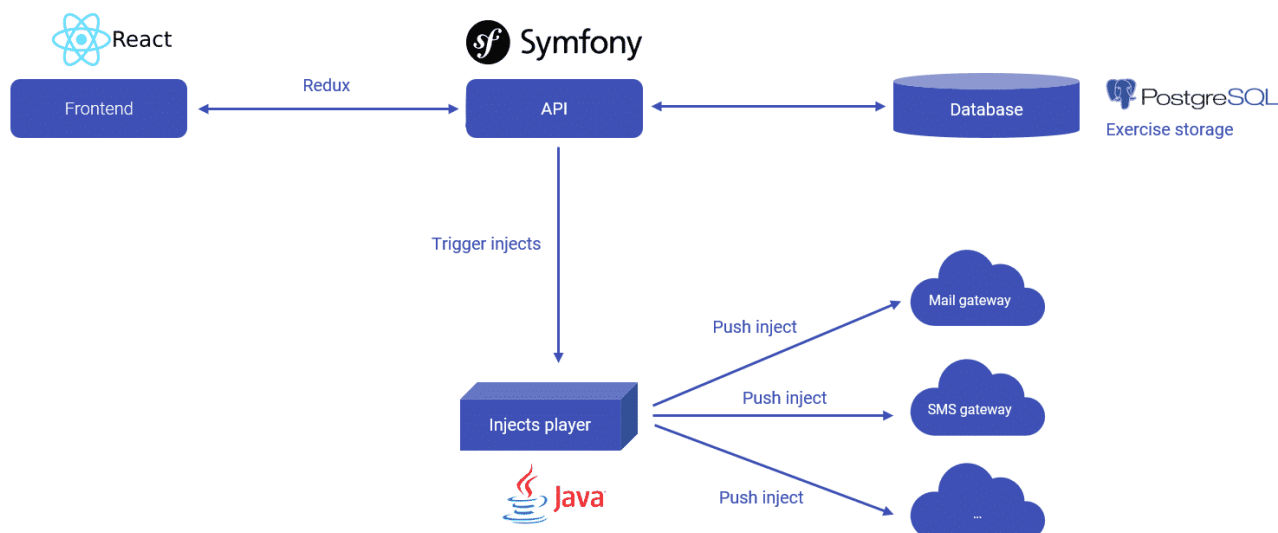 React
sf Symfony
Frontend
Redux
API
Database
PostgreSQL
Exercise storage
Trigger injects
Mail gateway
Push inject
Push inject
SMS gateway
Injects player
Java
Push inject
...